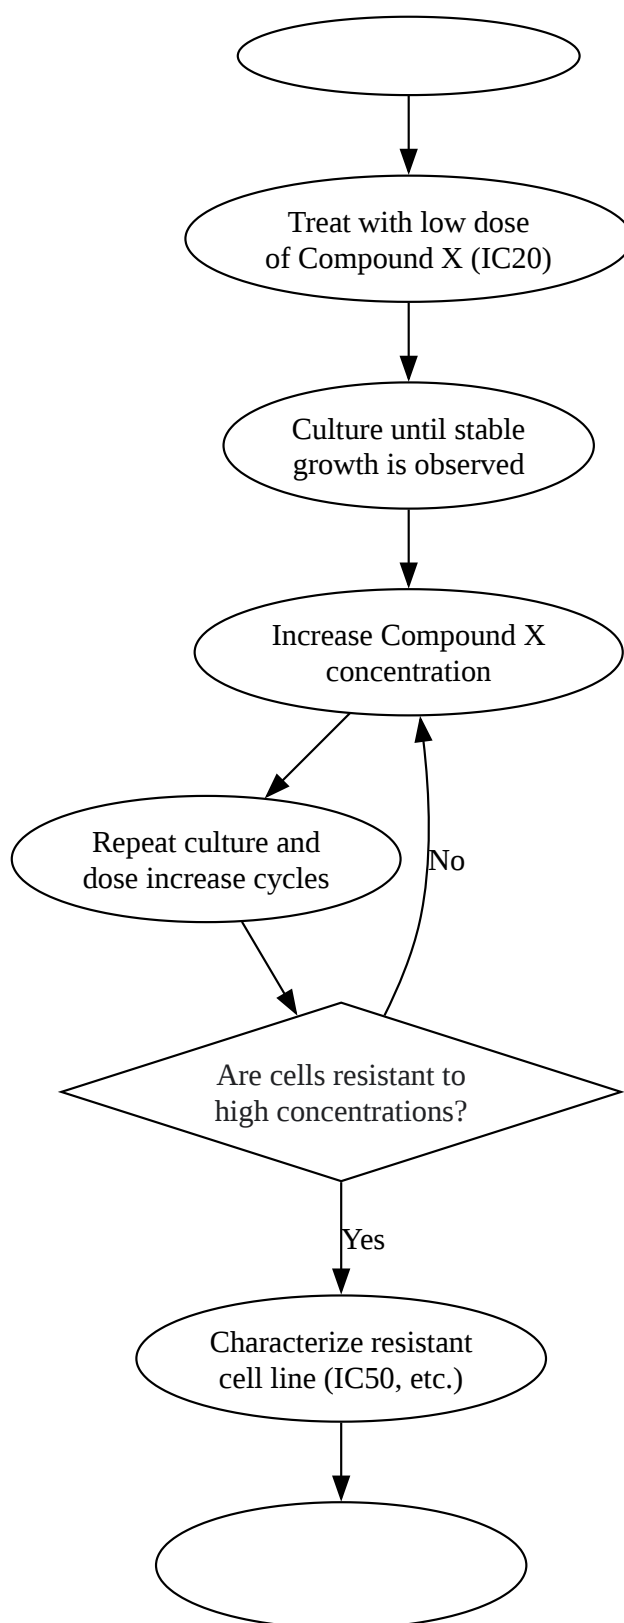 Treat with low dose
of Compound X (IC20)
Culture until stable
growth is observed
Increase Compound X
concentration
Repeat culture and
dose increase cycles
No
Are cells resistant to
high concentrations?
Yes
Characterize resistant
cell line (IC50, etc.)